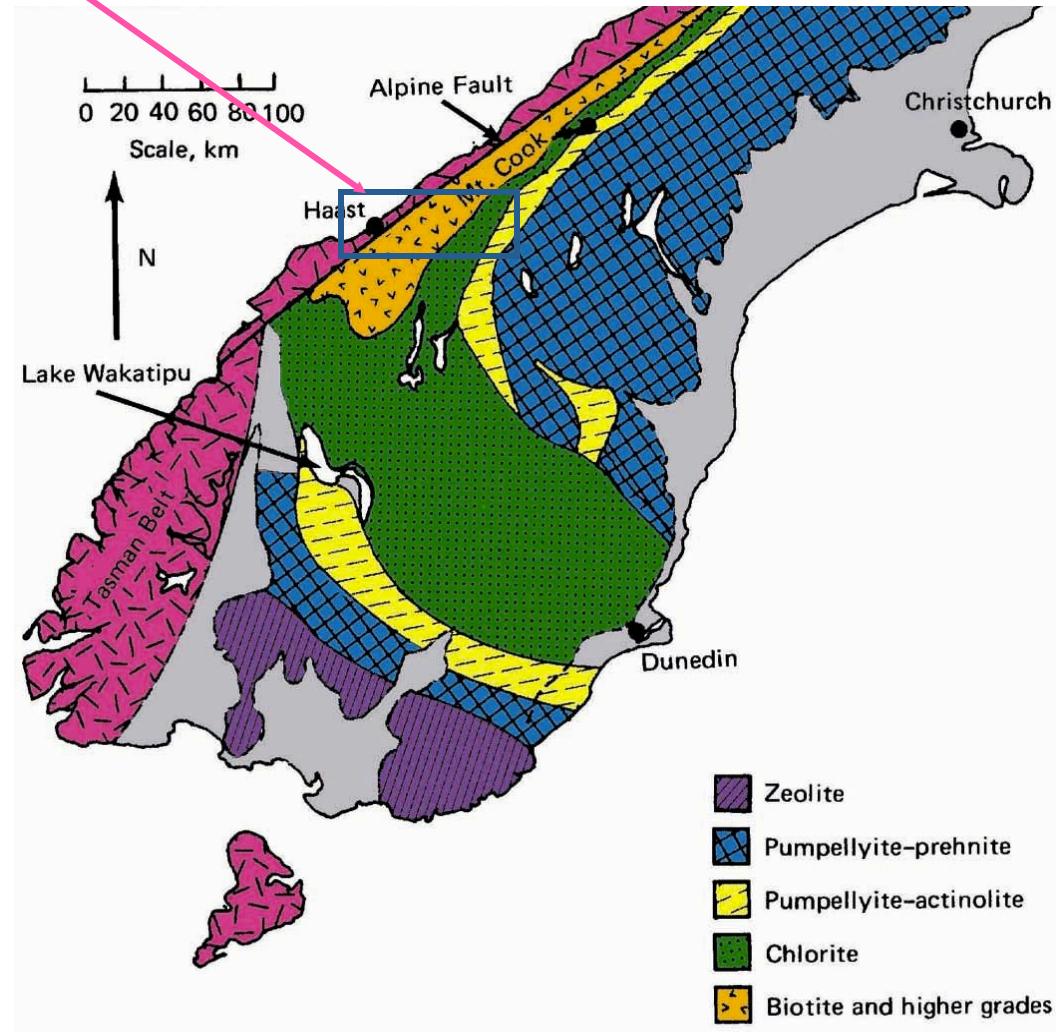 Alpine Fault
Christchurch
0 20 40 60 80 100
Scale, km
Mt. Cook
Haast
N
Lake Wakatipu
Tasman Belt
Dunedin
Zeolite
Pumpellyite-prehnite
Pumpellyite-actinolite
Chlorite
Biotite and higher grades